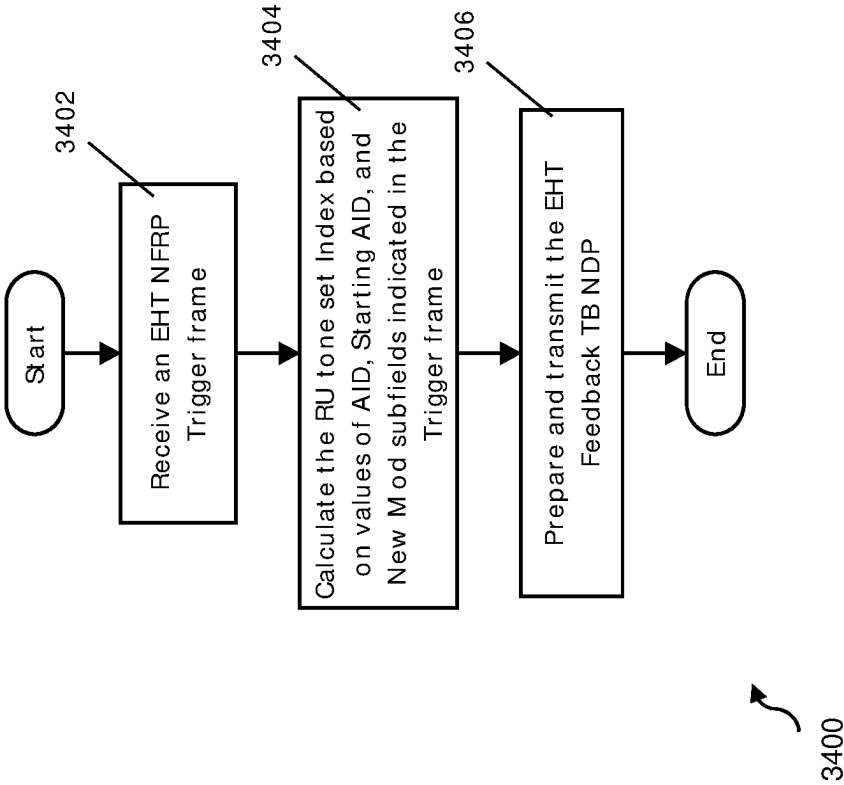 Start
3402
Receive an EHT NFRP
Trigger frame
3404
Calculate the RU tone set Index based
on values of AID, Starting AID, and
New Mod subfields indicated in the
Trigger frame
3406
Prepare and transmit the EHT
Feedback TB NDP
End
3400